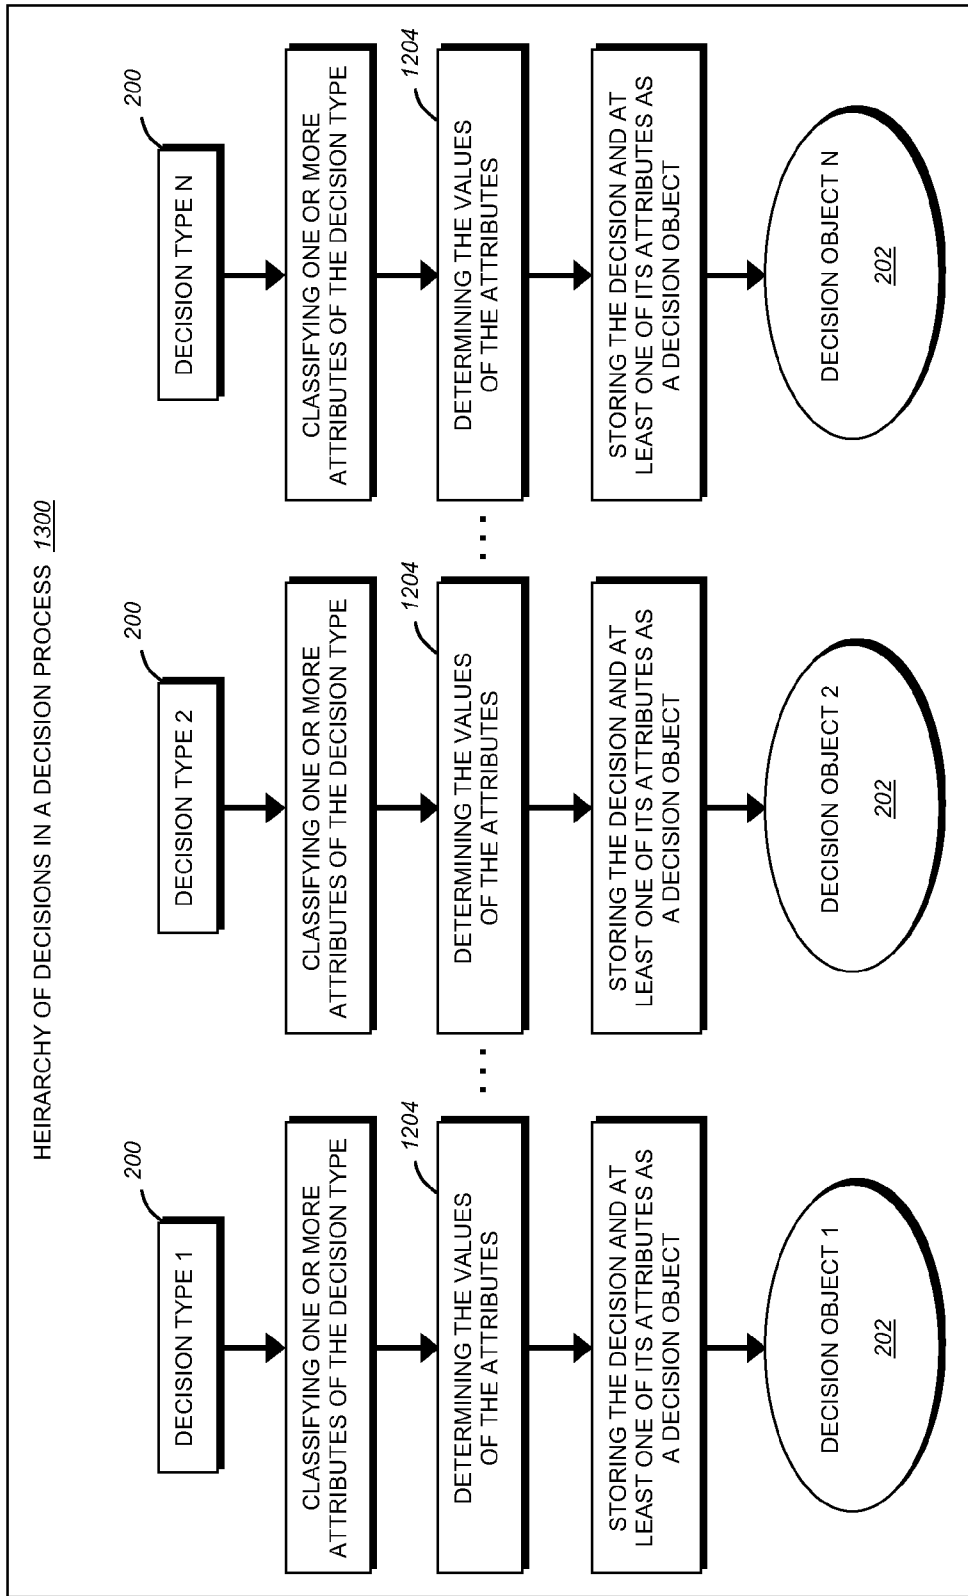 HEIRARCHY OF DECISIONS IN A DECISION PROCESS 1300
200
DECISION TYPE 1
CLASSIFYING ONE OR MORE
ATTRIBUTES OF THE DECISION TYPE
1204
DETERMINING THE VALUES
OF THE ATTRIBUTES
STORING THE DECISION AND AT
LEAST ONE OF ITS ATTRIBUTES AS
A DECISION OBJECT
DECISION OBJECT 1
202
...
200
DECISION TYPE 2
CLASSIFYING ONE OR MORE
ATTRIBUTES OF THE DECISION TYPE
1204
DETERMINING THE VALUES
OF THE ATTRIBUTES
STORING THE DECISION AND AT
LEAST ONE OF ITS ATTRIBUTES AS
A DECISION OBJECT
DECISION OBJECT 2
202
...
200
DECISION TYPE N
CLASSIFYING ONE OR MORE
ATTRIBUTES OF THE DECISION TYPE
1204
DETERMINING THE VALUES
OF THE ATTRIBUTES
STORING THE DECISION AND AT
LEAST ONE OF ITS ATTRIBUTES AS
A DECISION OBJECT
DECISION OBJECT N
202